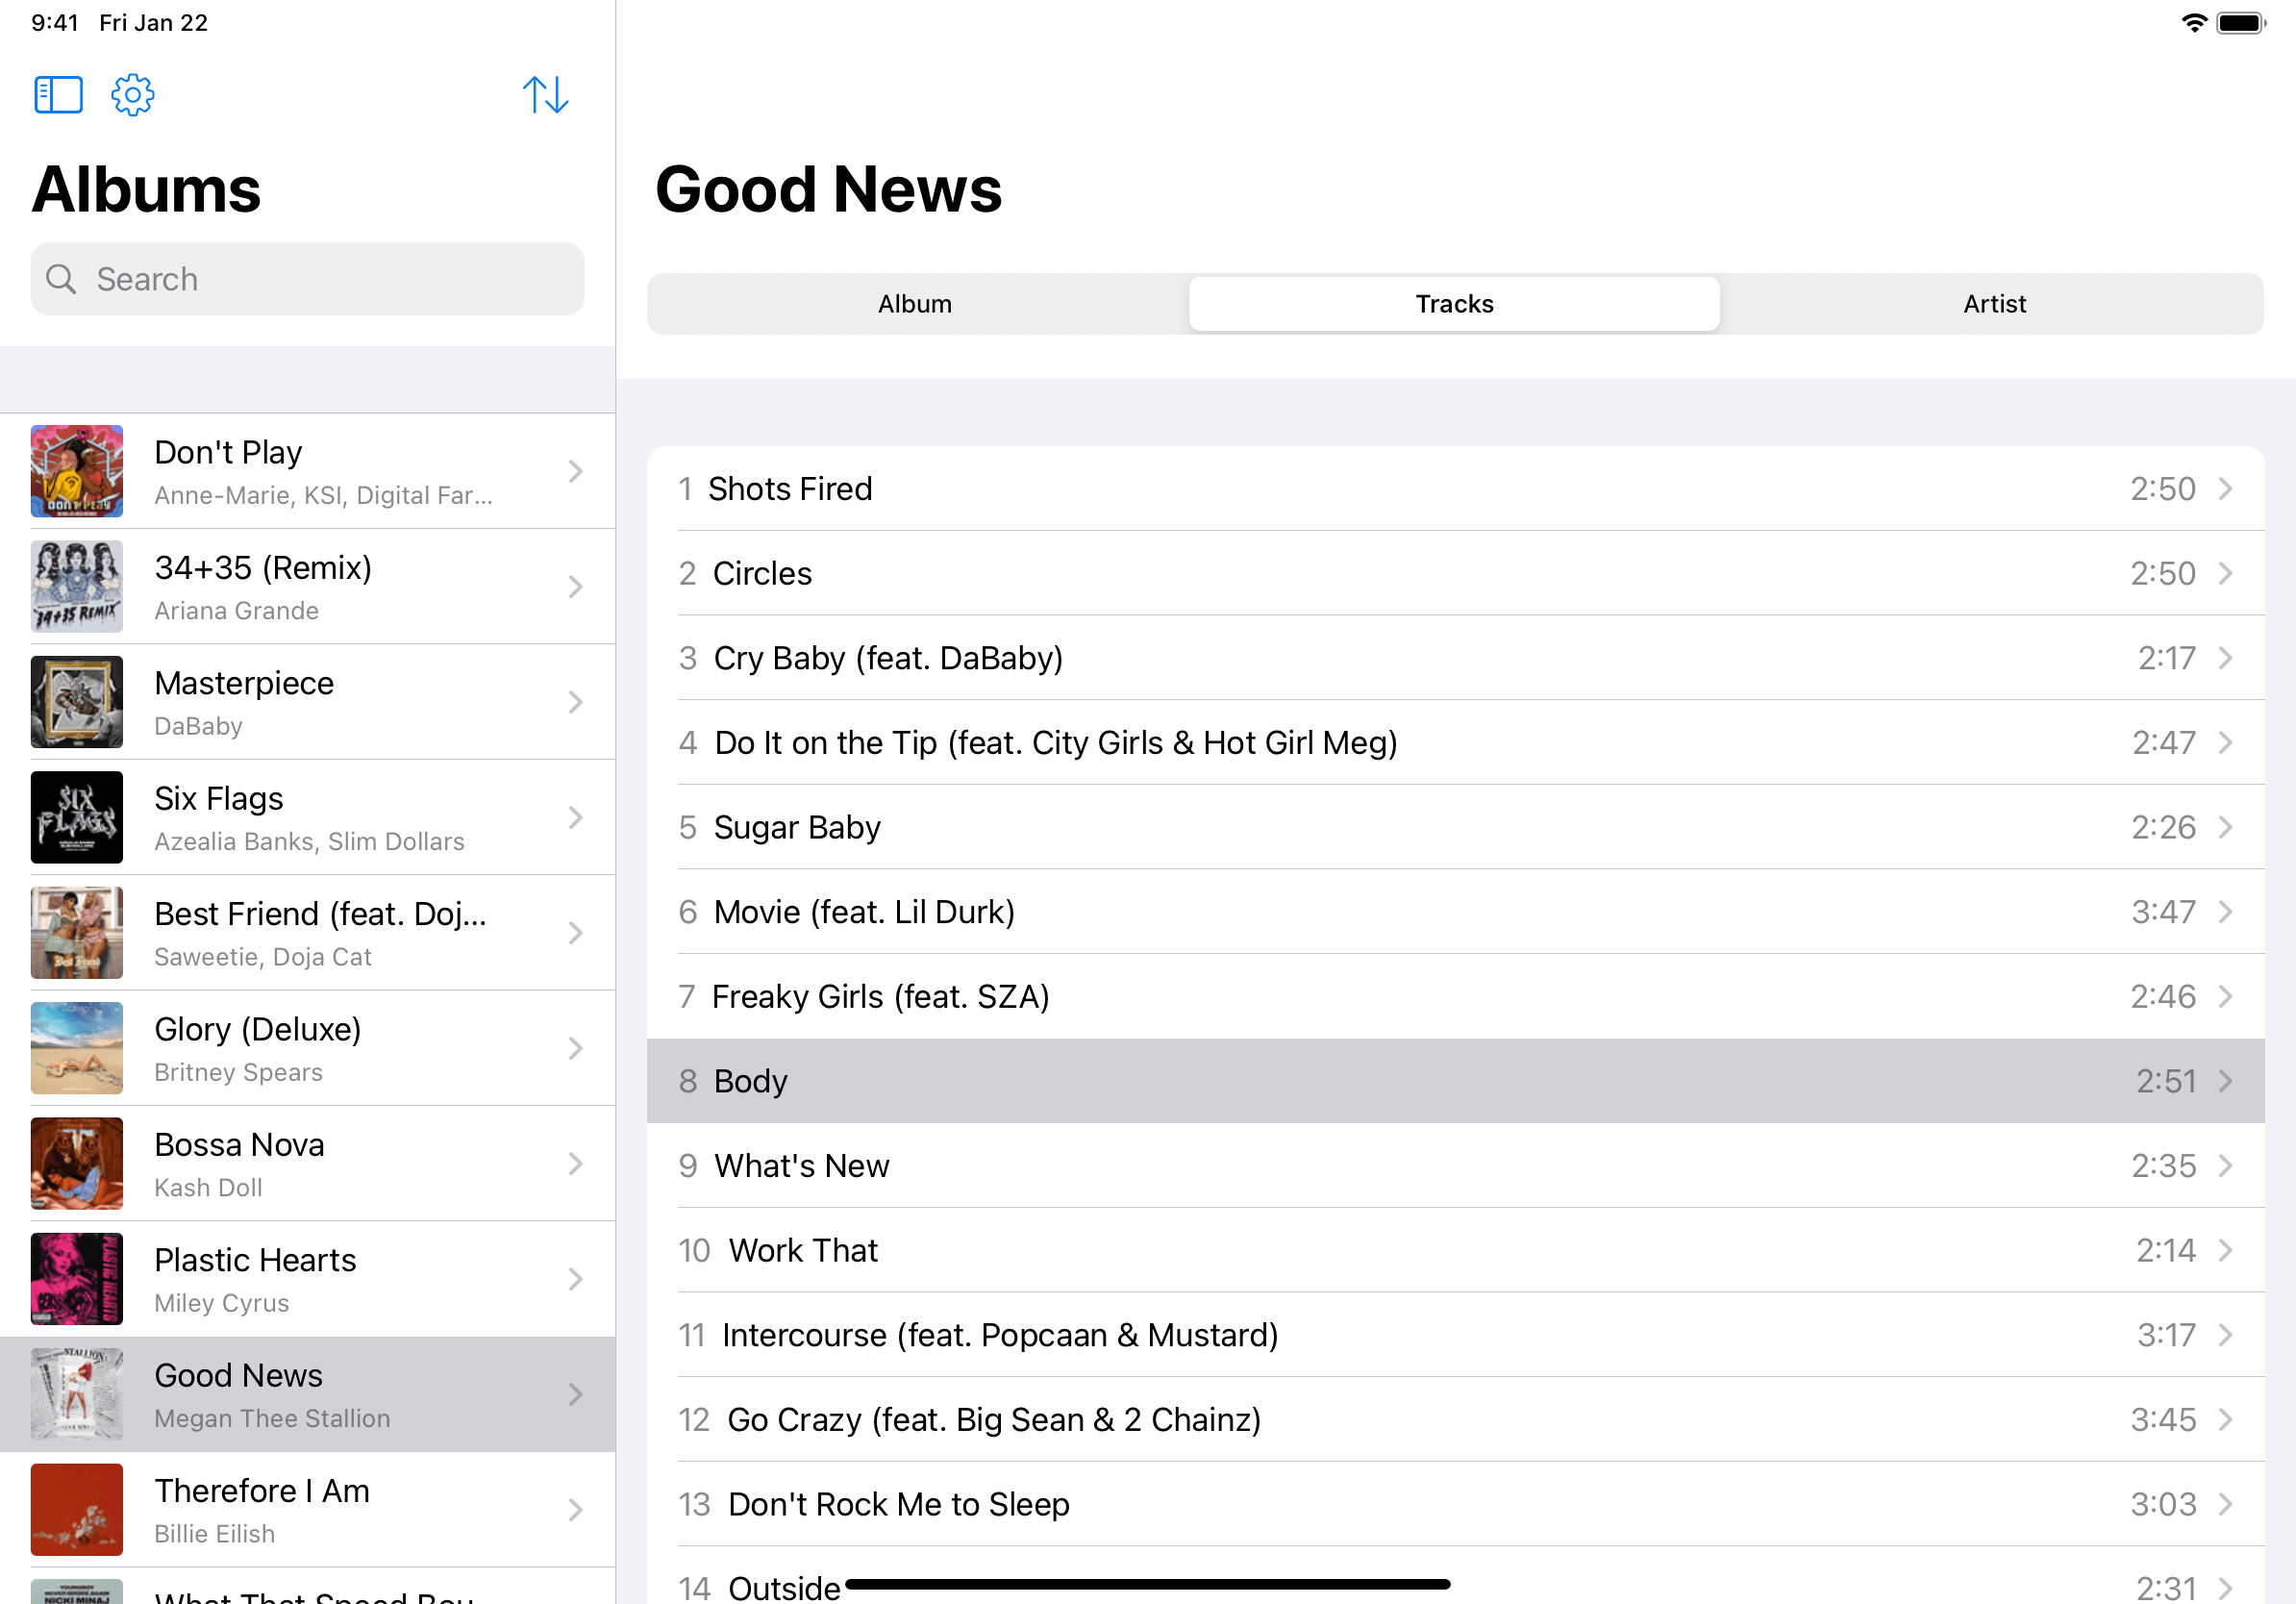 9:41 Fri Jan 22
Albums
Search
Don't Play
Anne-Marie, KSI, Digital Far...
34+35 (Remix)
Ariana Grande
Masterpiece
DaBaby
Six Flags
Azealia Banks, Slim Dollars
Best Friend (feat. Doj...
Saweetie, Doja Cat
Glory (Deluxe)
Britney Spears
Bossa Nova
Kash Doll
Plastic Hearts
Miley Cyrus
Good News
Megan Thee Stallion
Therefore I Am
Billie Eilish
What That Speed Bou...
Good News
Album Tracks Artist
1 Shots Fired 2:50
2 Circles 2:50
3 Cry Baby (feat. DaBaby) 2:17
4 Do It on the Tip (feat. City Girls & Hot Girl Meg) 2:47
5 Sugar Baby 2:26
6 Movie (feat. Lil Durk) 3:47
7 Freaky Girls (feat. SZA) 2:46
8 Body 2:51
9 What's New 2:35
10 Work That 2:14
11 Intercourse (feat. Popcaan & Mustard) 3:17
12 Go Crazy (feat. Big Sean & 2 Chainz) 3:45
13 Don't Rock Me to Sleep 3:03
14 Outside 2:31